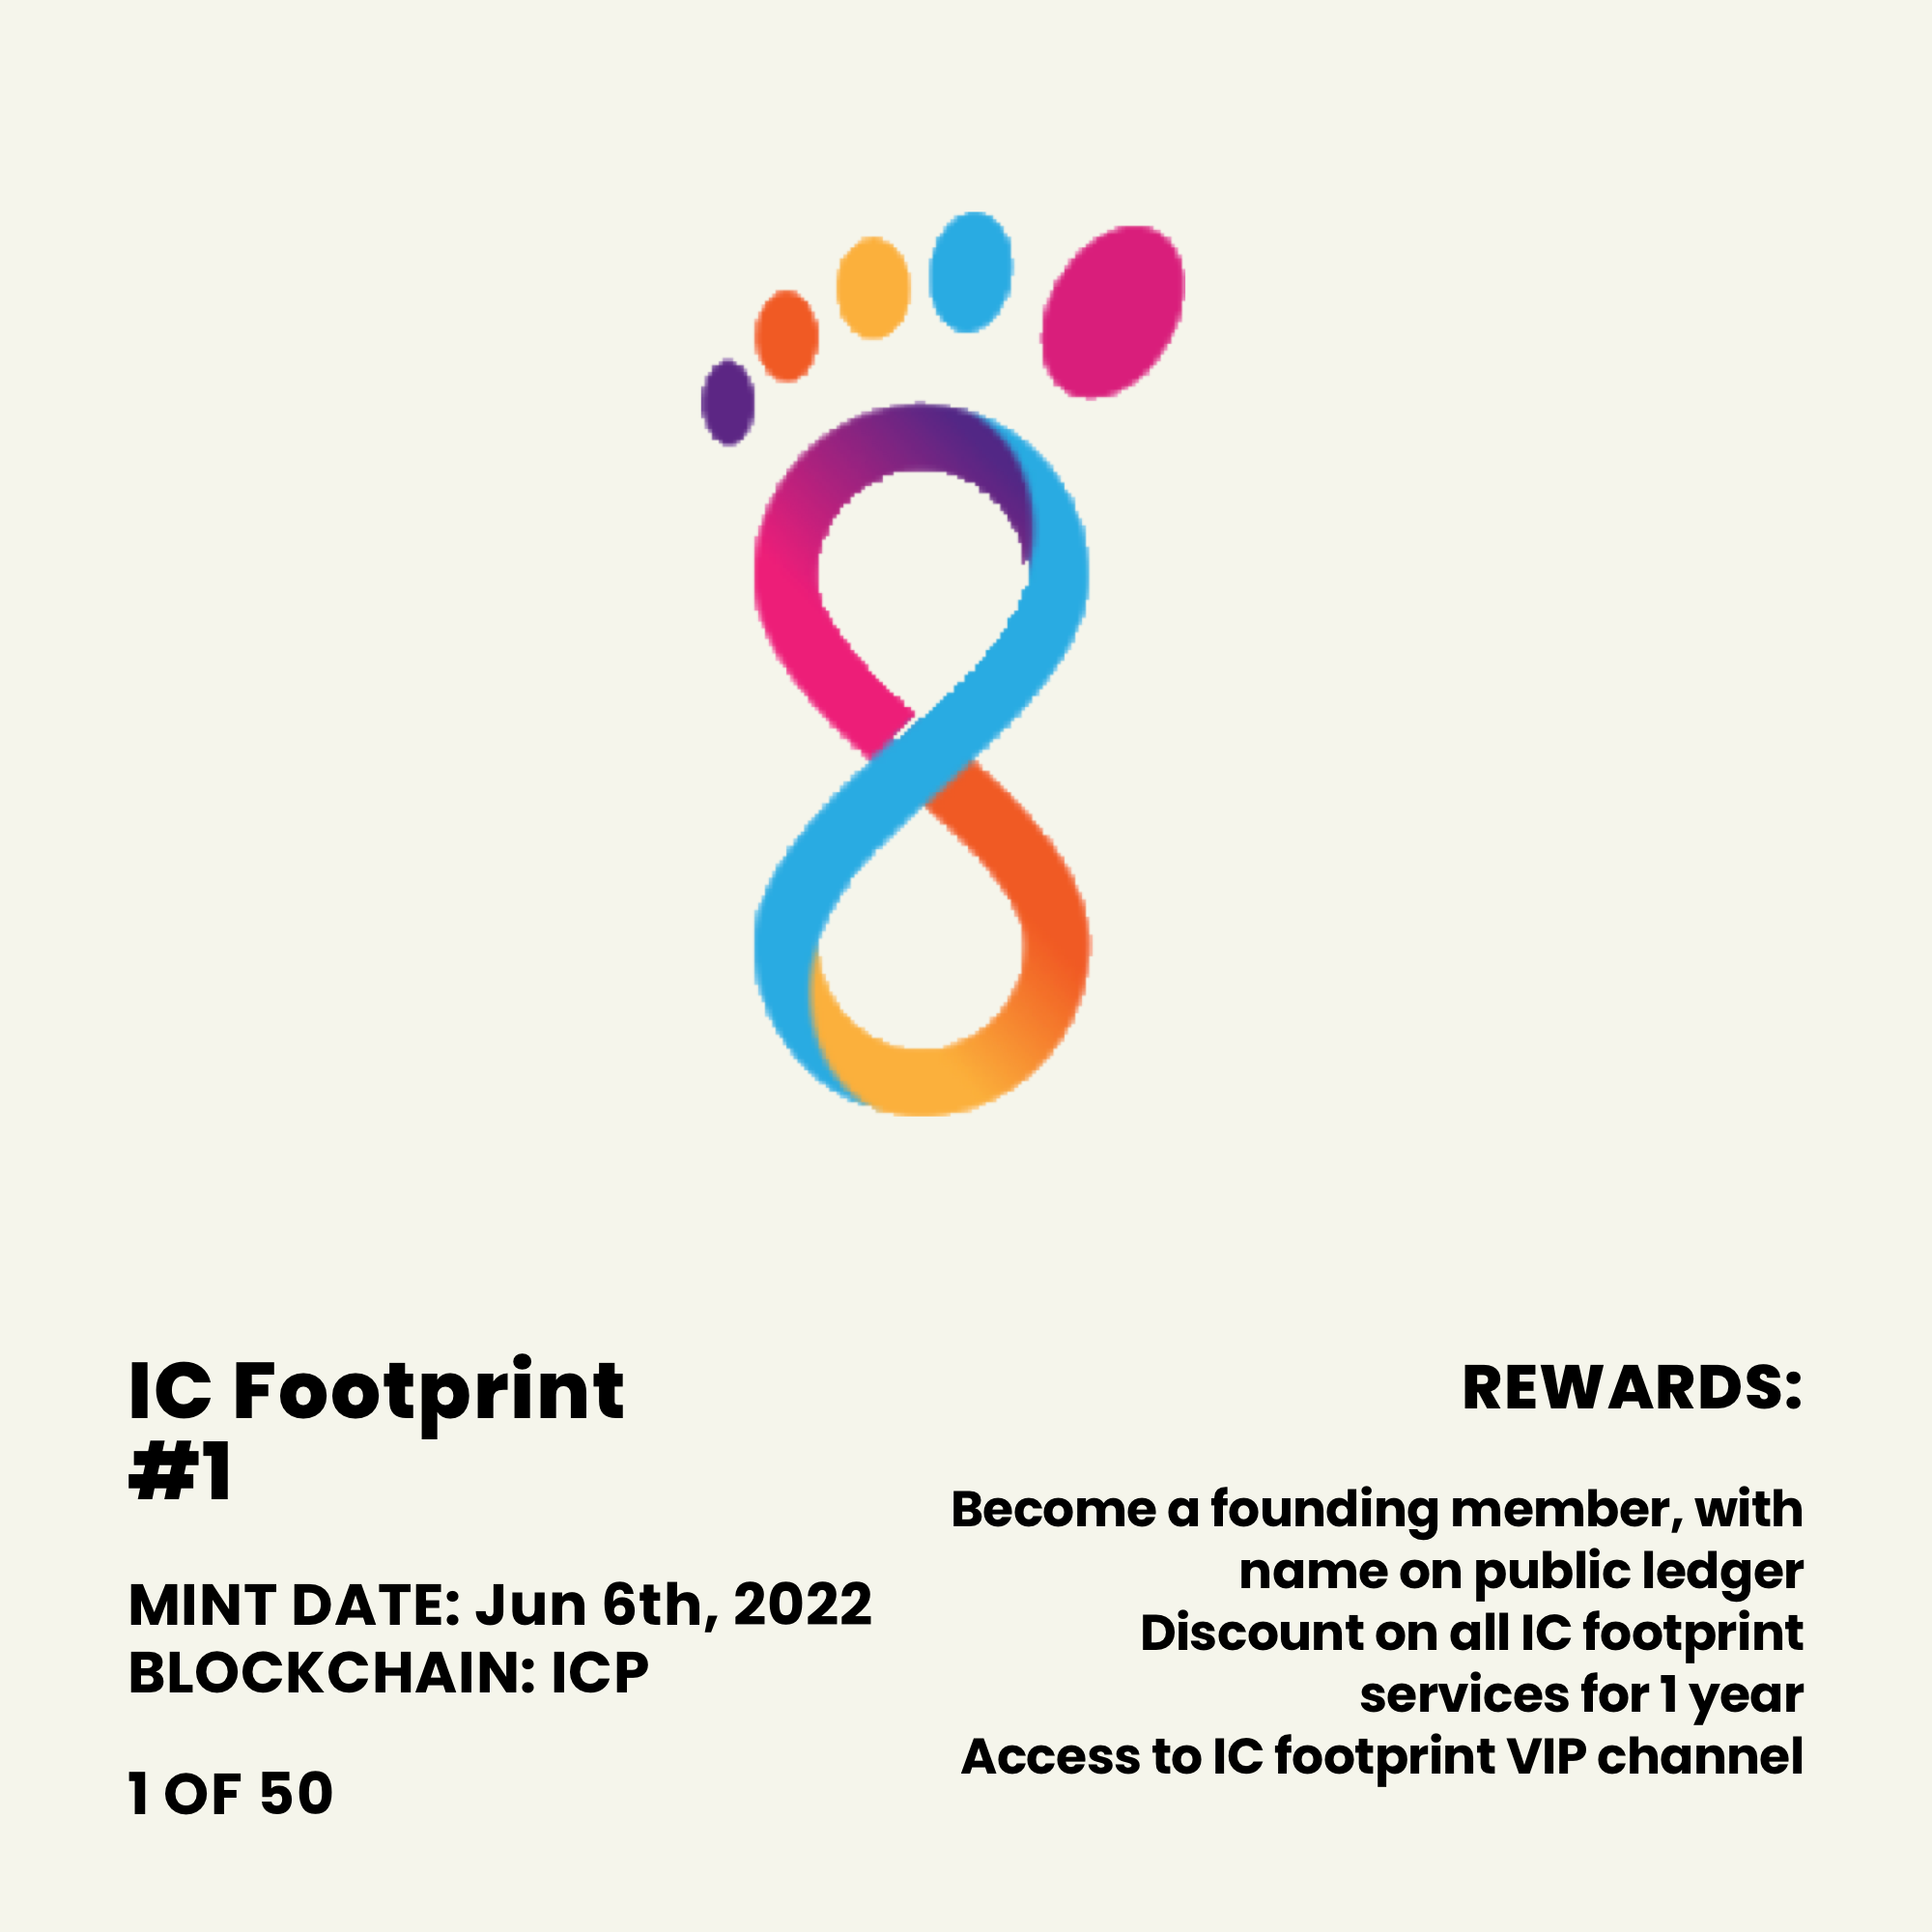 IC Footprint
#1
MINT DATE: Jun 6th, 2022
BLOCKCHAIN: ICP
1 OF 50
REWARDS:
Become a founding member, with
name on public ledger
Discount on all IC footprint
services for 1 year
Access to IC footprint VIP channel